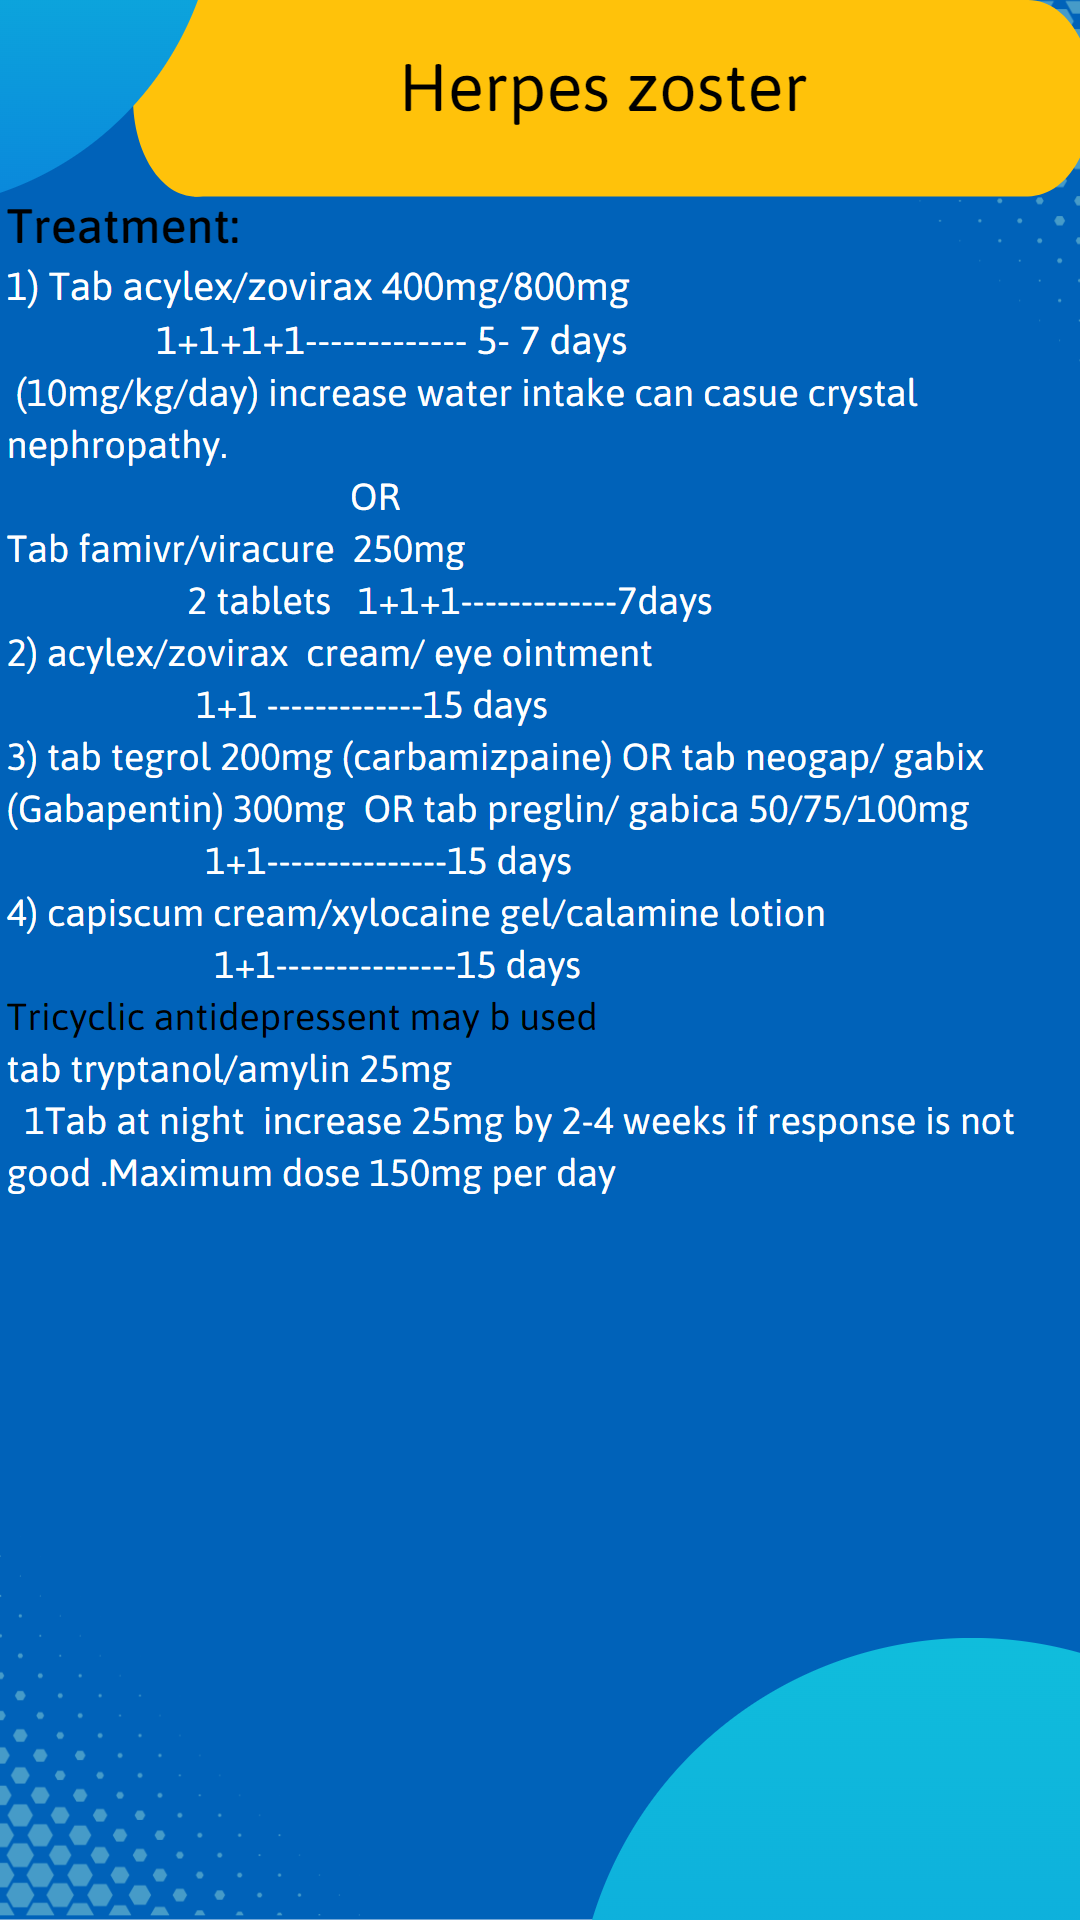 Herpes zoster
Treatment:
1) Tab acylex/zovirax 400mg/800mg
1+1+1+1------------- 5- 7 days
(10mg/kg/day) increase water intake can casue crystal
nephropathy.
OR
Tab famivr/viracure 250mg
2 tablets 1+1+1-------------7days
2) acylex/zovirax cream/ eye ointment
1+1 -------------15 days
3) tab tegrol 200mg (carbamizpaine) OR tab neogap/ gabix
(Gabapentin) 300mg OR tab preglin/ gabica 50/75/100mg
1+1---------------15 days
4) capiscum cream/xylocaine gel/calamine lotion
1+1---------------15 days
Tricyclic antidepressent may b used
tab tryptanol/amylin 25mg
1Tab at night increase 25mg by 2-4 weeks if response is not
good .Maximum dose 150mg per day